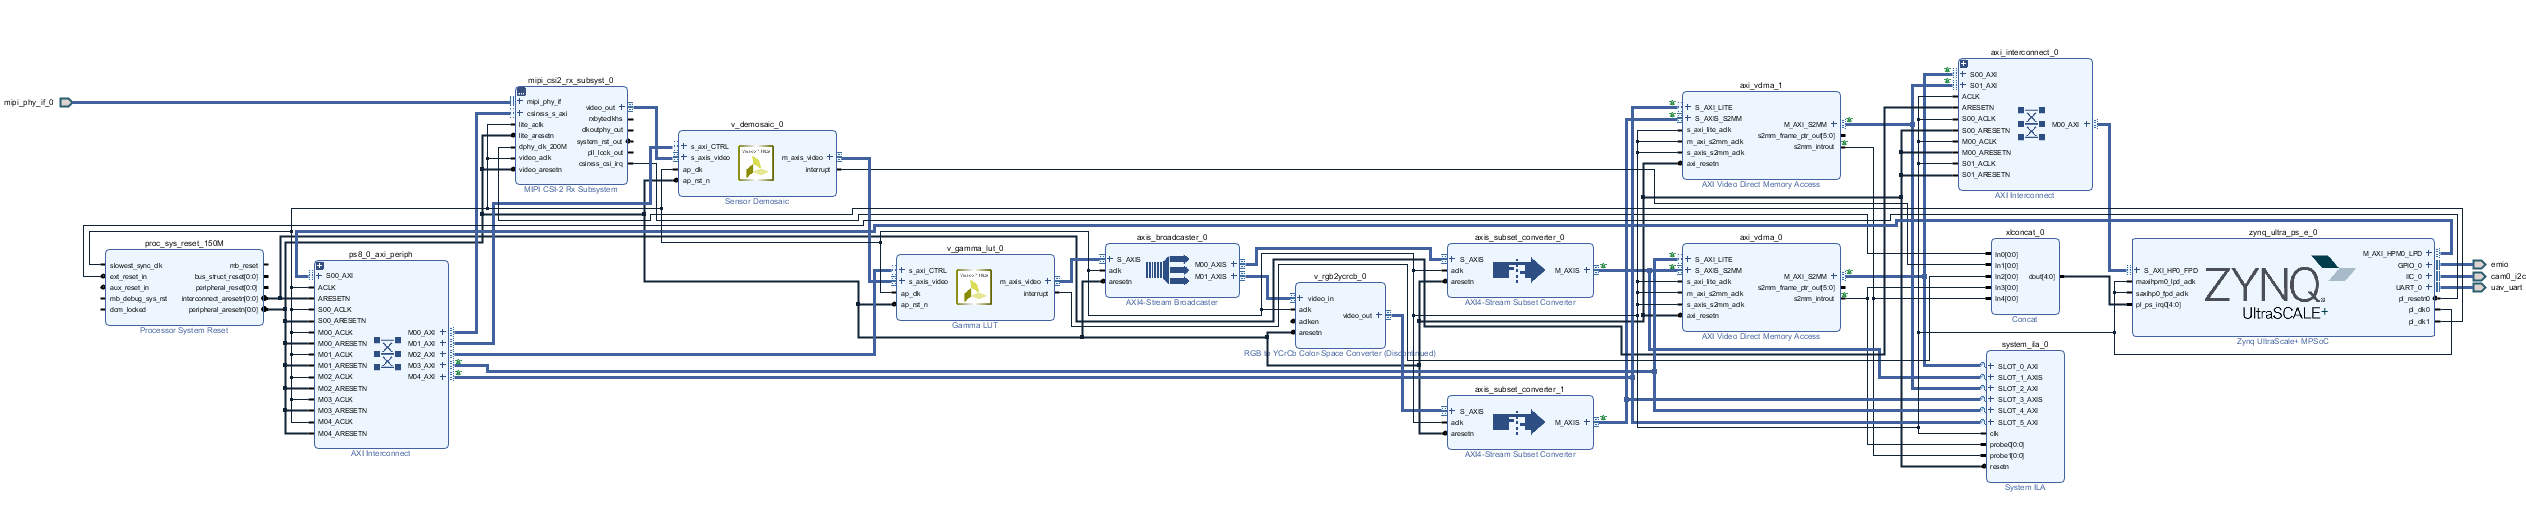 mipi_phy_if_0
mipi_csi2_rx_subsyst_0
mipi_phy_if
csirxss_s_axi
lite_aclk
lite_aresetn
dphy_clk_200M
video_aclk
video_aresetn
video_out
rxbyteclkhs
clkoutphy_out
system_rst_out
pll_lock_out
csirxss_csi_irq
MIPI CSI-2 Rx Subsystem
v_demosaic_0
s_axi_CTRL
s_axis_video
ap_clk
ap_rst_n
m_axis_video
interrupt
Sensor Demosaic
proc_sys_reset_150M
slowest_sync_clk
ext_reset_in
aux_reset_in
mb_debug_sys_rst
dcm_locked
mb_reset
bus_struct_reset[0:0]
peripheral_reset[0:0]
interconnect_aresetn[0:0]
peripheral_aresetn[0:0]
Processor System Reset
ps8_0_axi_periph
S00_AXI
ACLK
ARESETN
S00_ACLK
S00_ARESETN
M00_ACLK
M00_ARESETN
M01_ACLK
M01_ARESETN
M02_ACLK
M02_ARESETN
M03_ACLK
M03_ARESETN
M04_ACLK
M04_ARESETN
M00_AXI
M01_AXI
M02_AXI
M03_AXI
M04_AXI
AXI Interconnect
v_gamma_lut_0
s_axi_CTRL
s_axis_video
ap_clk
ap_rst_n
m_axis_video
interrupt
Gamma LUT
axis_broadcaster_0
S_AXIS
aclk
aresetn
M00_AXIS
M01_AXIS
AXI4-Stream Broadcaster
v_rgb2ycrcb_0
video_in
aclk
aclken
aresetn
video_out
RGB to YCrCb Color-Space Converter (Discontinued)
axis_subset_converter_0
S_AXIS
aclk
aresetn
M_AXIS
AXI4-Stream Subset Converter
axis_subset_converter_1
S_AXIS
aclk
aresetn
M_AXIS
AXI4-Stream Subset Converter
axi_vdma_1
S_AXI_LITE
S_AXIS_S2MM
s_axi_lite_aclk
m_axi_s2mm_aclk
s_axis_s2mm_aclk
axi_resetn
M_AXI_S2MM
s2mm_frame_ptr_out[5:0]
s2mm_introut
AXI Video Direct Memory Access
axi_vdma_0
S_AXI_LITE
S_AXIS_S2MM
s_axi_lite_aclk
m_axi_s2mm_aclk
s_axis_s2mm_aclk
axi_resetn
M_AXI_S2MM
s2mm_frame_ptr_out[5:0]
s2mm_introut
AXI Video Direct Memory Access
axi_interconnect_0
S00_AXI
S01_AXI
ACLK
ARESETN
S00_ACLK
S00_ARESETN
M00_ACLK
M00_ARESETN
S01_ACLK
S01_ARESETN
M00_AXI
AXI Interconnect
xlconcat_0
In0[0:0]
In1[0:0]
In2[0:0]
In3[0:0]
In4[0:0]
dout[4:0]
Concat
system_ila_0
SLOT_0_AXI
SLOT_1_AXIS
SLOT_2_AXI
SLOT_3_AXIS
SLOT_4_AXI
SLOT_5_AXI
clk
probe0[0:0]
probe1[0:0]
resetn
System ILA
zynq_ultra_ps_e_0
S_AXI_HP0_FPD
maxihpm0_lpd_aclk
saxihp0_fpd_aclk
pl_ps_irq0[4:0]
ZYNQ
UltraSCALE+
M_AXI_HPM0_LPD
GPIO_0
IIC_0
UART_0
pl_resetn0
pl_clk0
pl_clk1
Zynq UltraScale+ MPSoC
emio
cam0_i2c
uav_uart